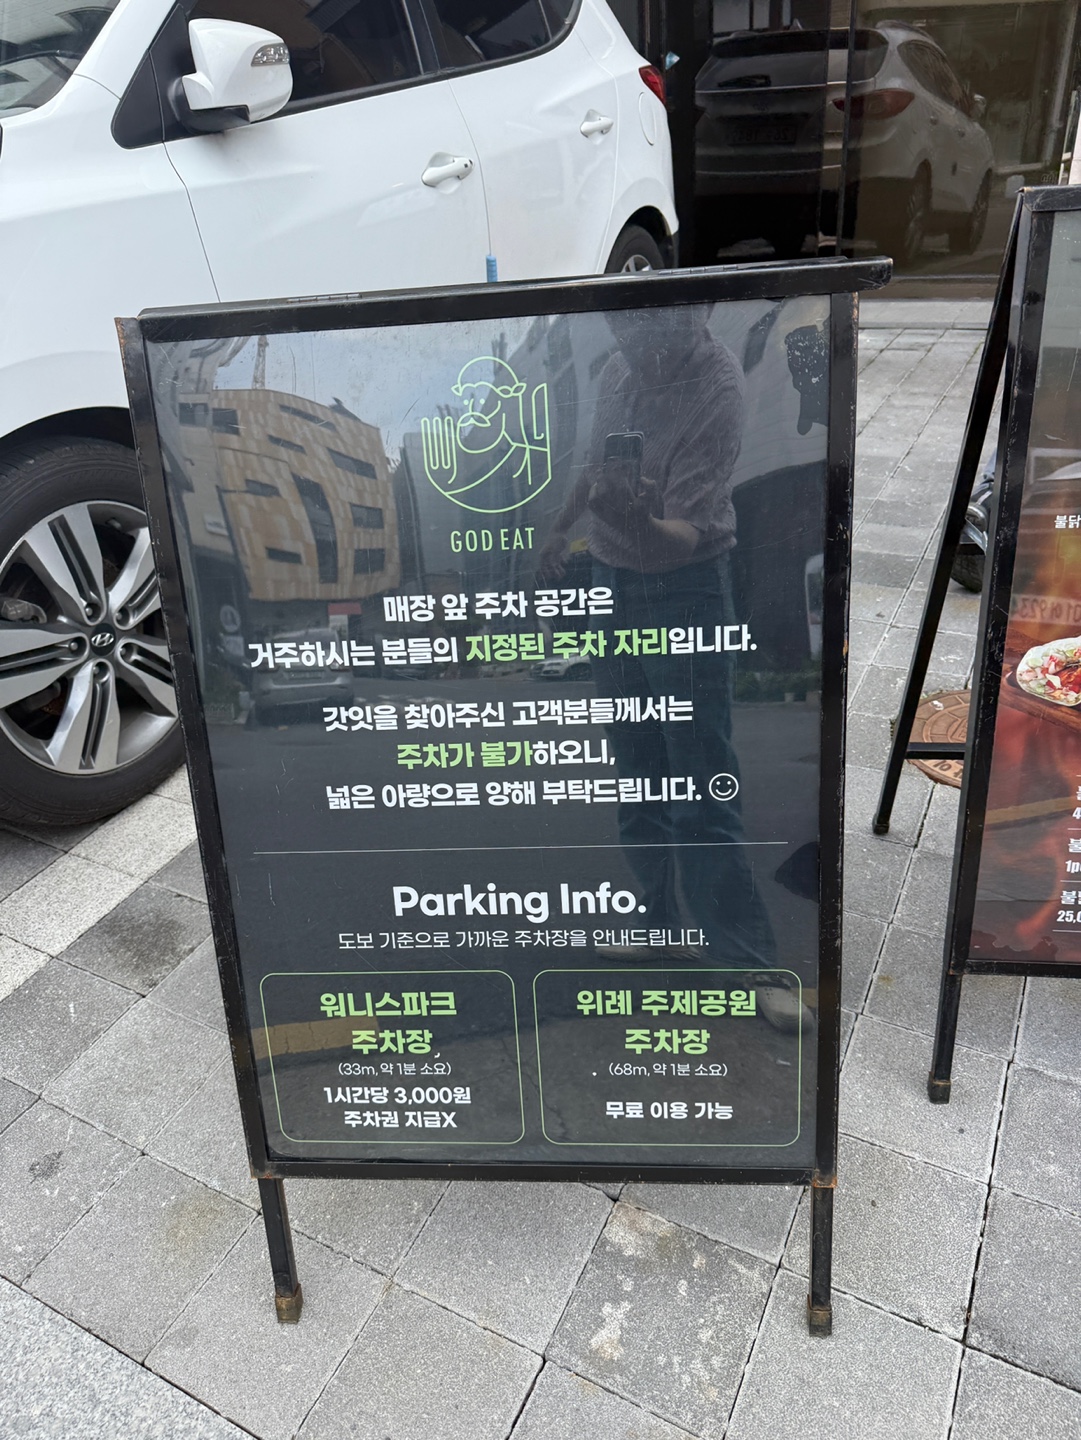 GOD EAT
매장 앞 주차 공간은
거주하시는 분들의 지정된 주차 자리입니다.
갓잇을 찾아주신 고객분들께서는
주차가 불가하오니,
넓은 아량으로 양해 부탁드립니다.
Parking Info.
도보 기준으로 가까운 주차장을 안내드립니다.
워니스파크
주차장
(33m, 약 1분 소요)
1시간당 3,000원
주차권 지급X
위례 주제공원
주차장
(68m, 약 1분 소요)
무료 이용 가능
불닭